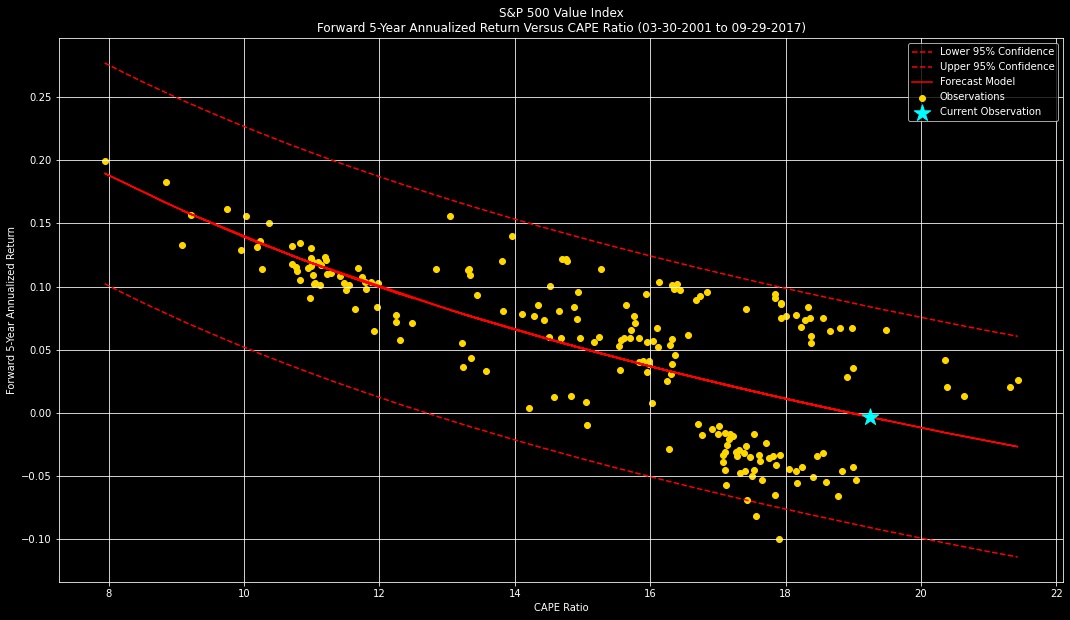 S&P 500 Value Index
Forward 5-Year Annualized Return Versus CAPE Ratio (03-30-2001 to 09-29-2017)
Lower 95% Confidence
Upper 95% Confidence
Forecast Model
Observations
Current Observation
Forward 5-Year Annualized Return
0.25
0.20
0.15
0.10
0.05
0.00
−0.05
−0.10
8 10 12 14 16 18 20 22
CAPE Ratio